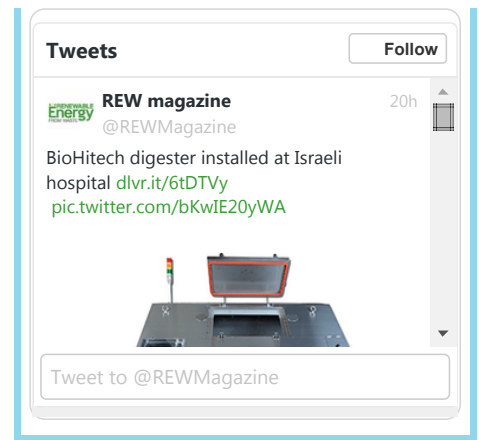 Tweets
Follow
RENEWABLE
Energy
FROM WASTE
REW magazine
20h
@REWMagazine
BioHitech digester installed at Israeli
hospital dlvr.it/6tDTVy
pic.twitter.com/bKwIE20yWA
Tweet to @REWMagazine